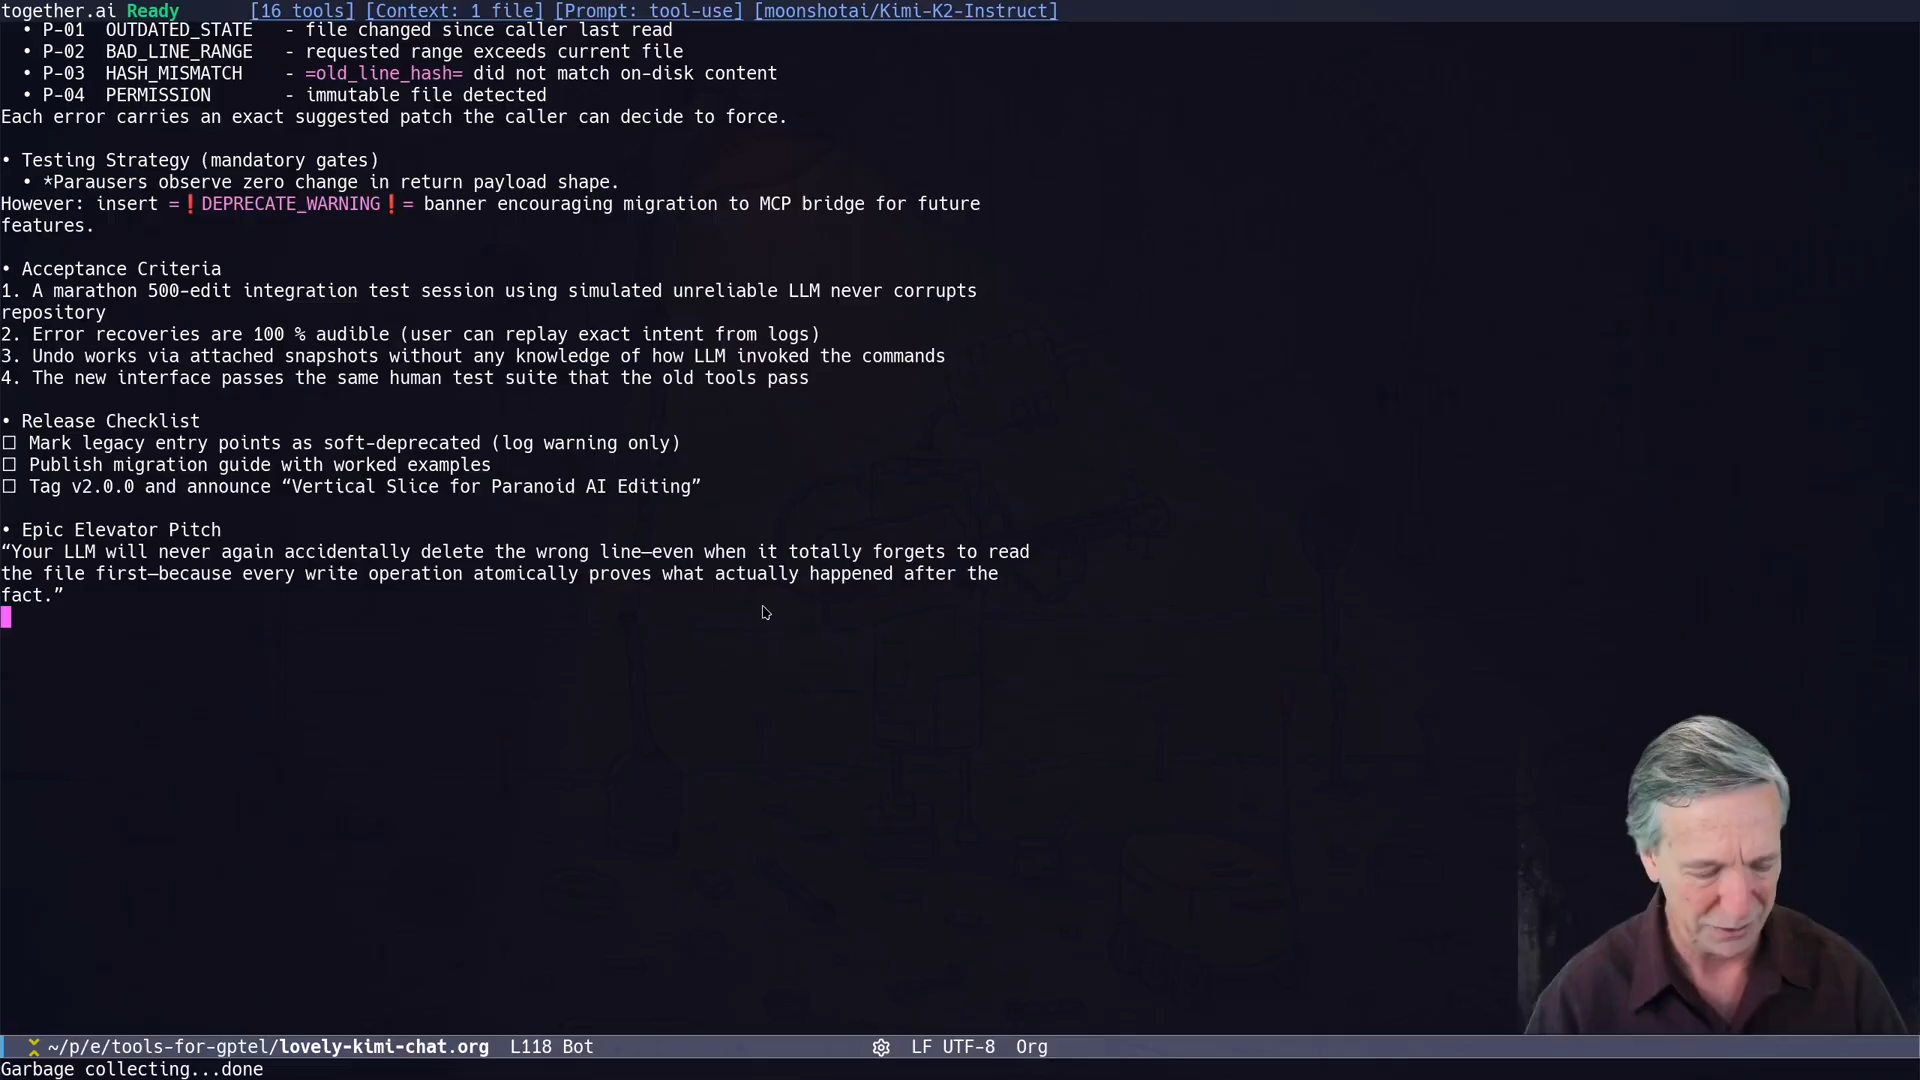 together.ai Ready [16 tools] [Context: 1 file] [Prompt: tool-use] [moonshotai/Kimi-K2-Instruct]
• P-01 OUTDATED_STATE - file changed since caller last read
• P-02 BAD_LINE_RANGE - requested range exceeds current file
• P-03 HASH_MISMATCH - =old_line_hash= did not match on-disk content
• P-04 PERMISSION - immutable file detected
Each error carries an exact suggested patch the caller can decide to force.
• Testing Strategy (mandatory gates)
• *Parausers observe zero change in return payload shape.
However: insert =❗DEPRECATE_WARNING❗= banner encouraging migration to MCP bridge for future
features.
• Acceptance Criteria
1. A marathon 500-edit integration test session using simulated unreliable LLM never corrupts
repository
2. Error recoveries are 100 % audible (user can replay exact intent from logs)
3. Undo works via attached snapshots without any knowledge of how LLM invoked the commands
4. The new interface passes the same human test suite that the old tools pass
• Release Checklist
☐ Mark legacy entry points as soft-deprecated (log warning only)
☐ Publish migration guide with worked examples
☐ Tag v2.0.0 and announce “Vertical Slice for Paranoid AI Editing”
• Epic Elevator Pitch
“Your LLM will never again accidentally delete the wrong line—even when it totally forgets to read
the file first—because every write operation atomically proves what actually happened after the
fact.”
~/p/e/tools-for-gptel/lovely-kimi-chat.org L118 Bot LF UTF-8 Org
Garbage collecting...done